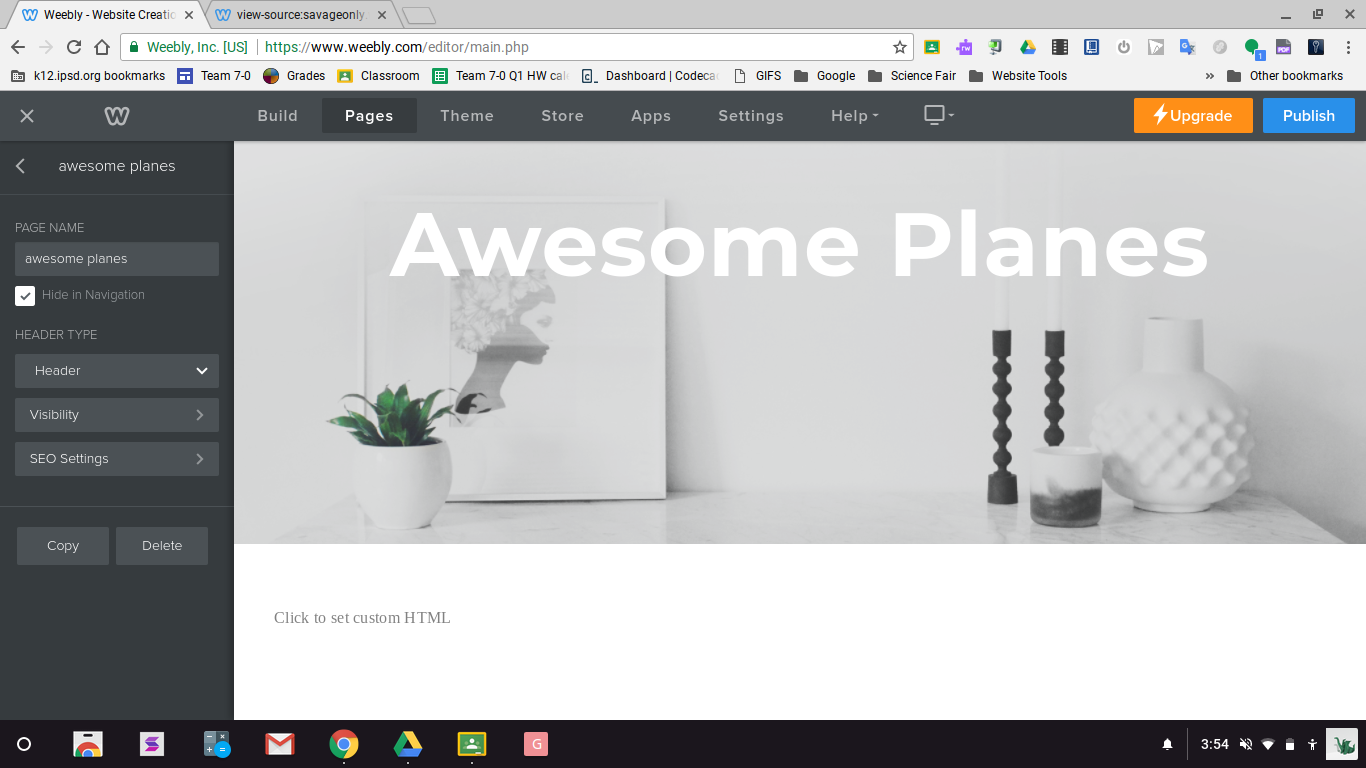 Weebly - Website Creatic
view-source:savageonly.
Weebly, Inc. [US]
https://www.weebly.com/editor/main.php
k12.ipsd.org bookmarks
Team 7-0
Grades
Classroom
Team 7-0 Q1 HW cal
Dashboard | Codeca
GIFS
Google
Science Fair
Website Tools
»
Other bookmarks
Build
Pages
Theme
Store
Apps
Settings
Help
Upgrade
Publish
awesome planes
PAGE NAME
awesome planes
Hide in Navigation
HEADER TYPE
Header
Visibility
SEO Settings
Copy
Delete
Awesome Planes
Click to set custom HTML
G
3:54